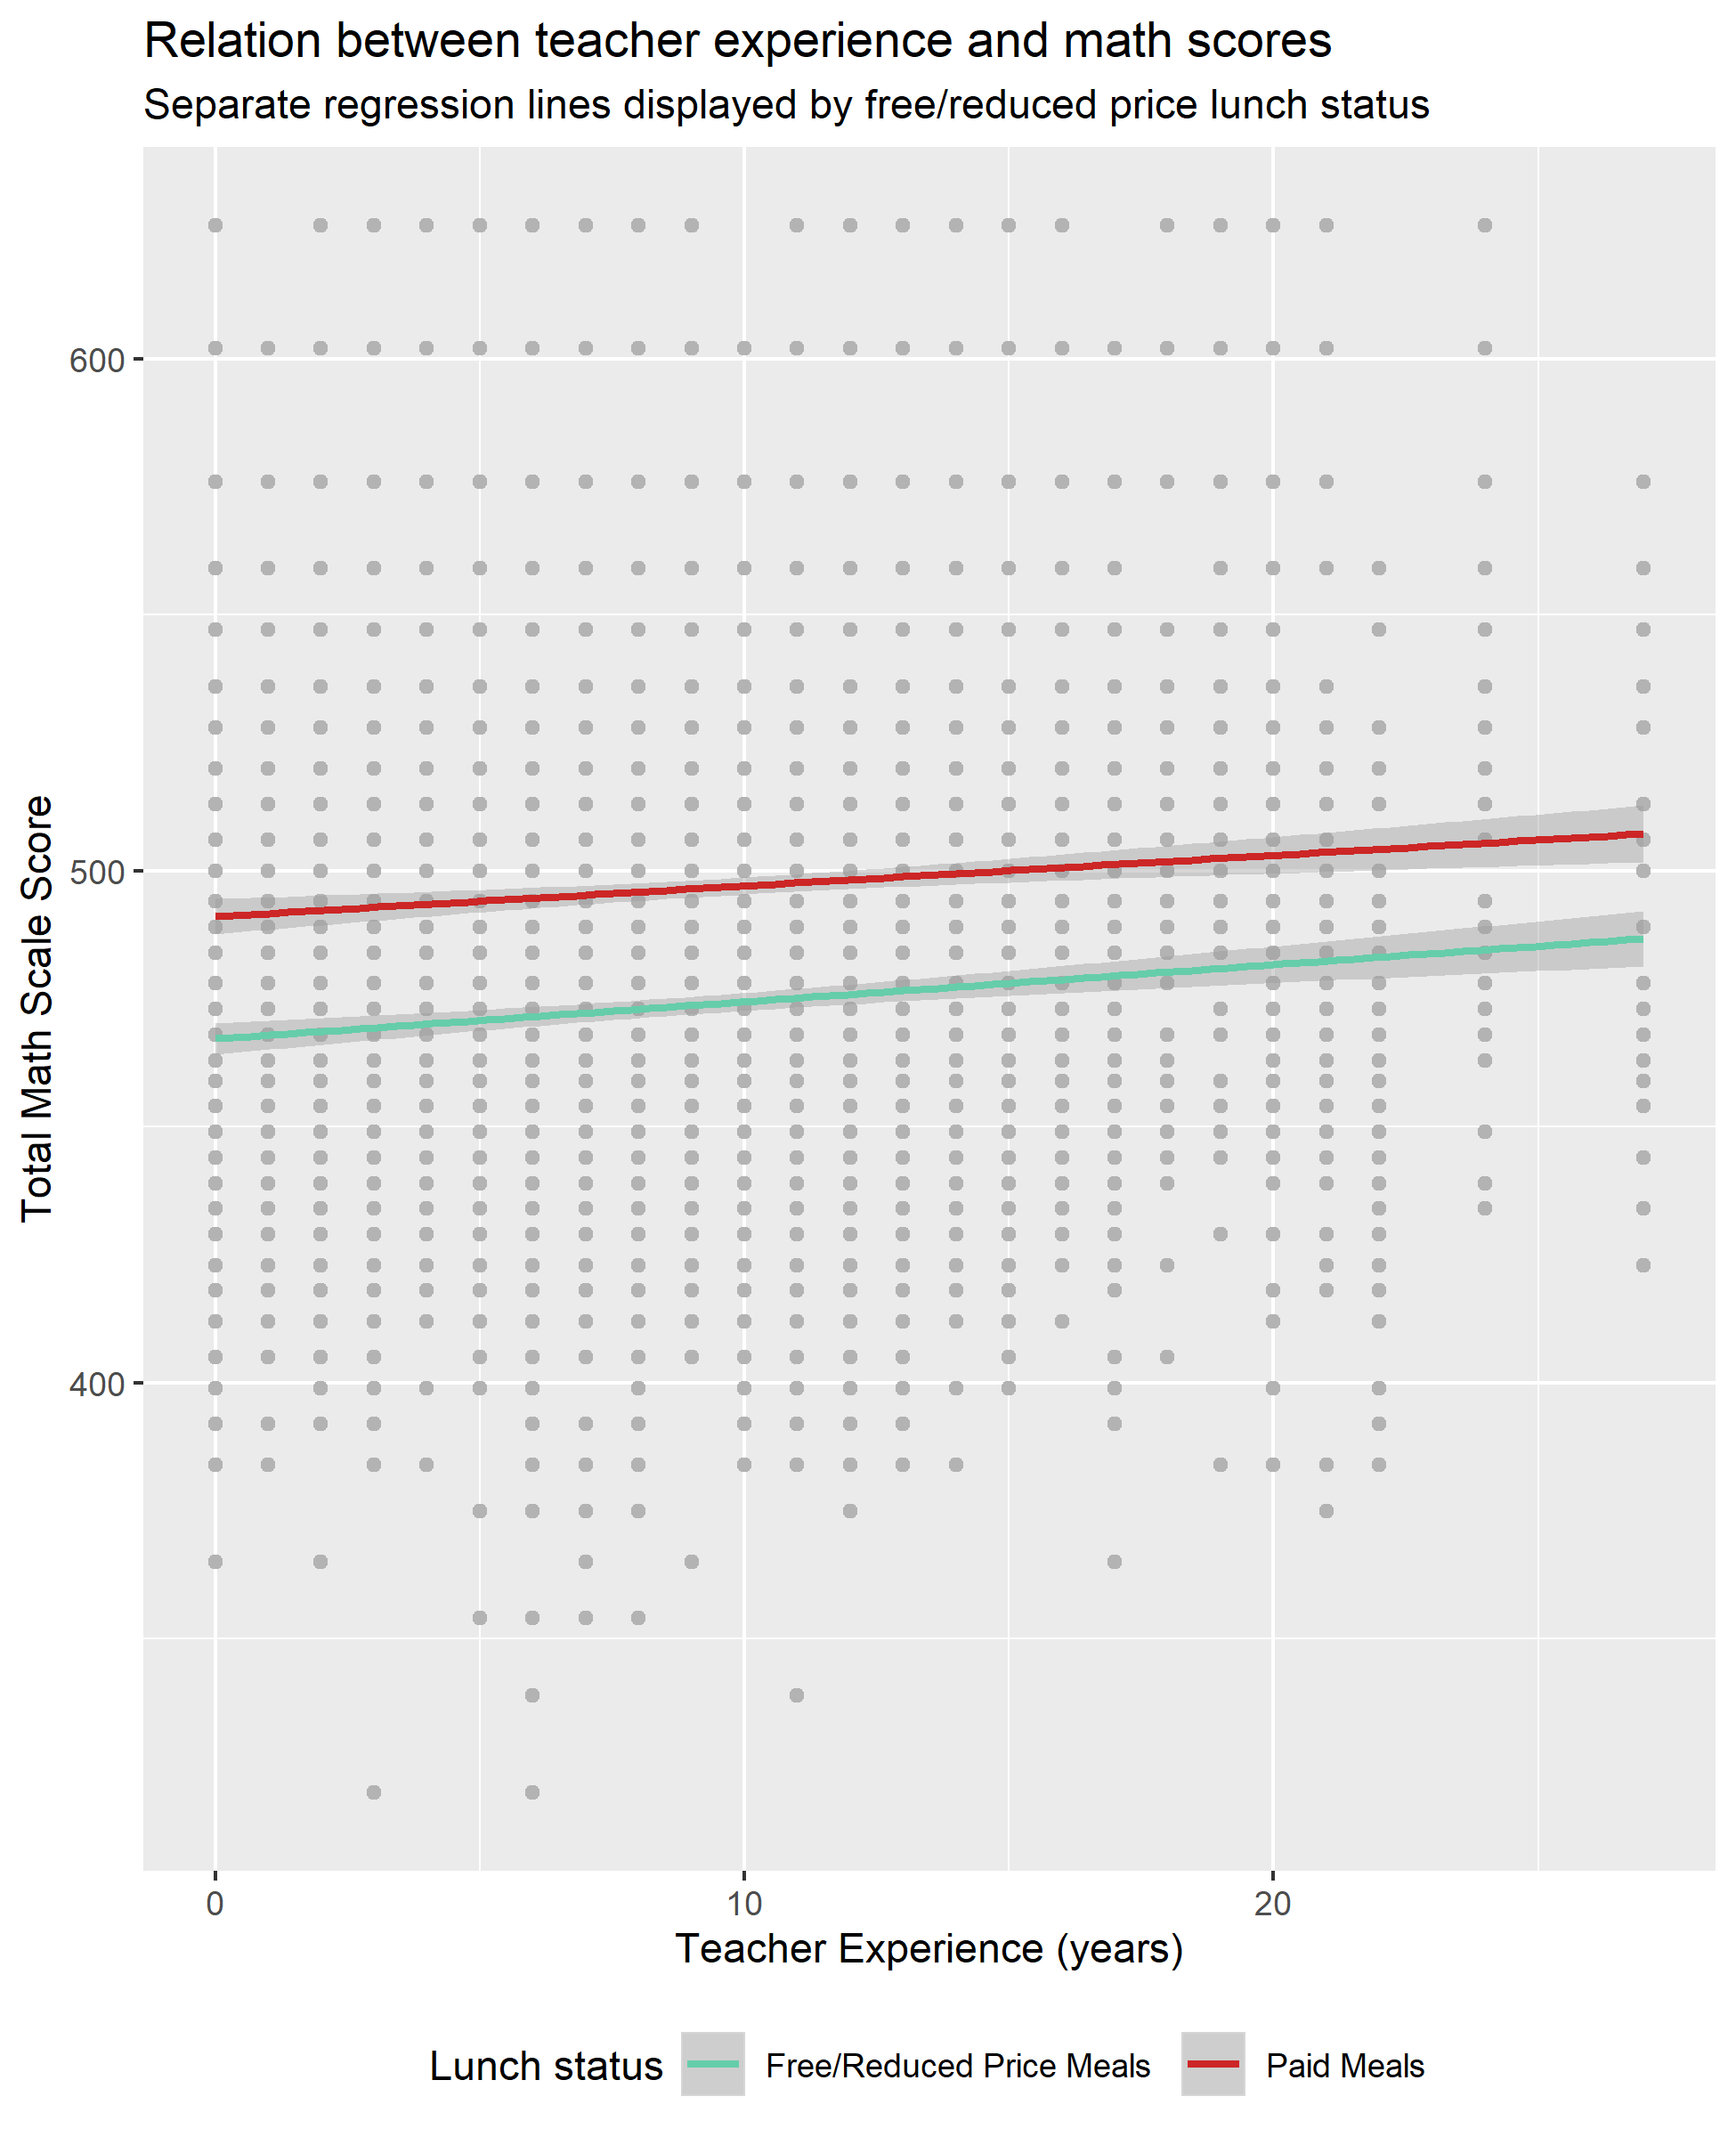 Relation between teacher experience and math scores
Separate regression lines displayed by free/reduced price lunch status
Total Math Scale Score
600
500
400
0 10 20
Teacher Experience (years)
Lunch status Free/Reduced Price Meals Paid Meals